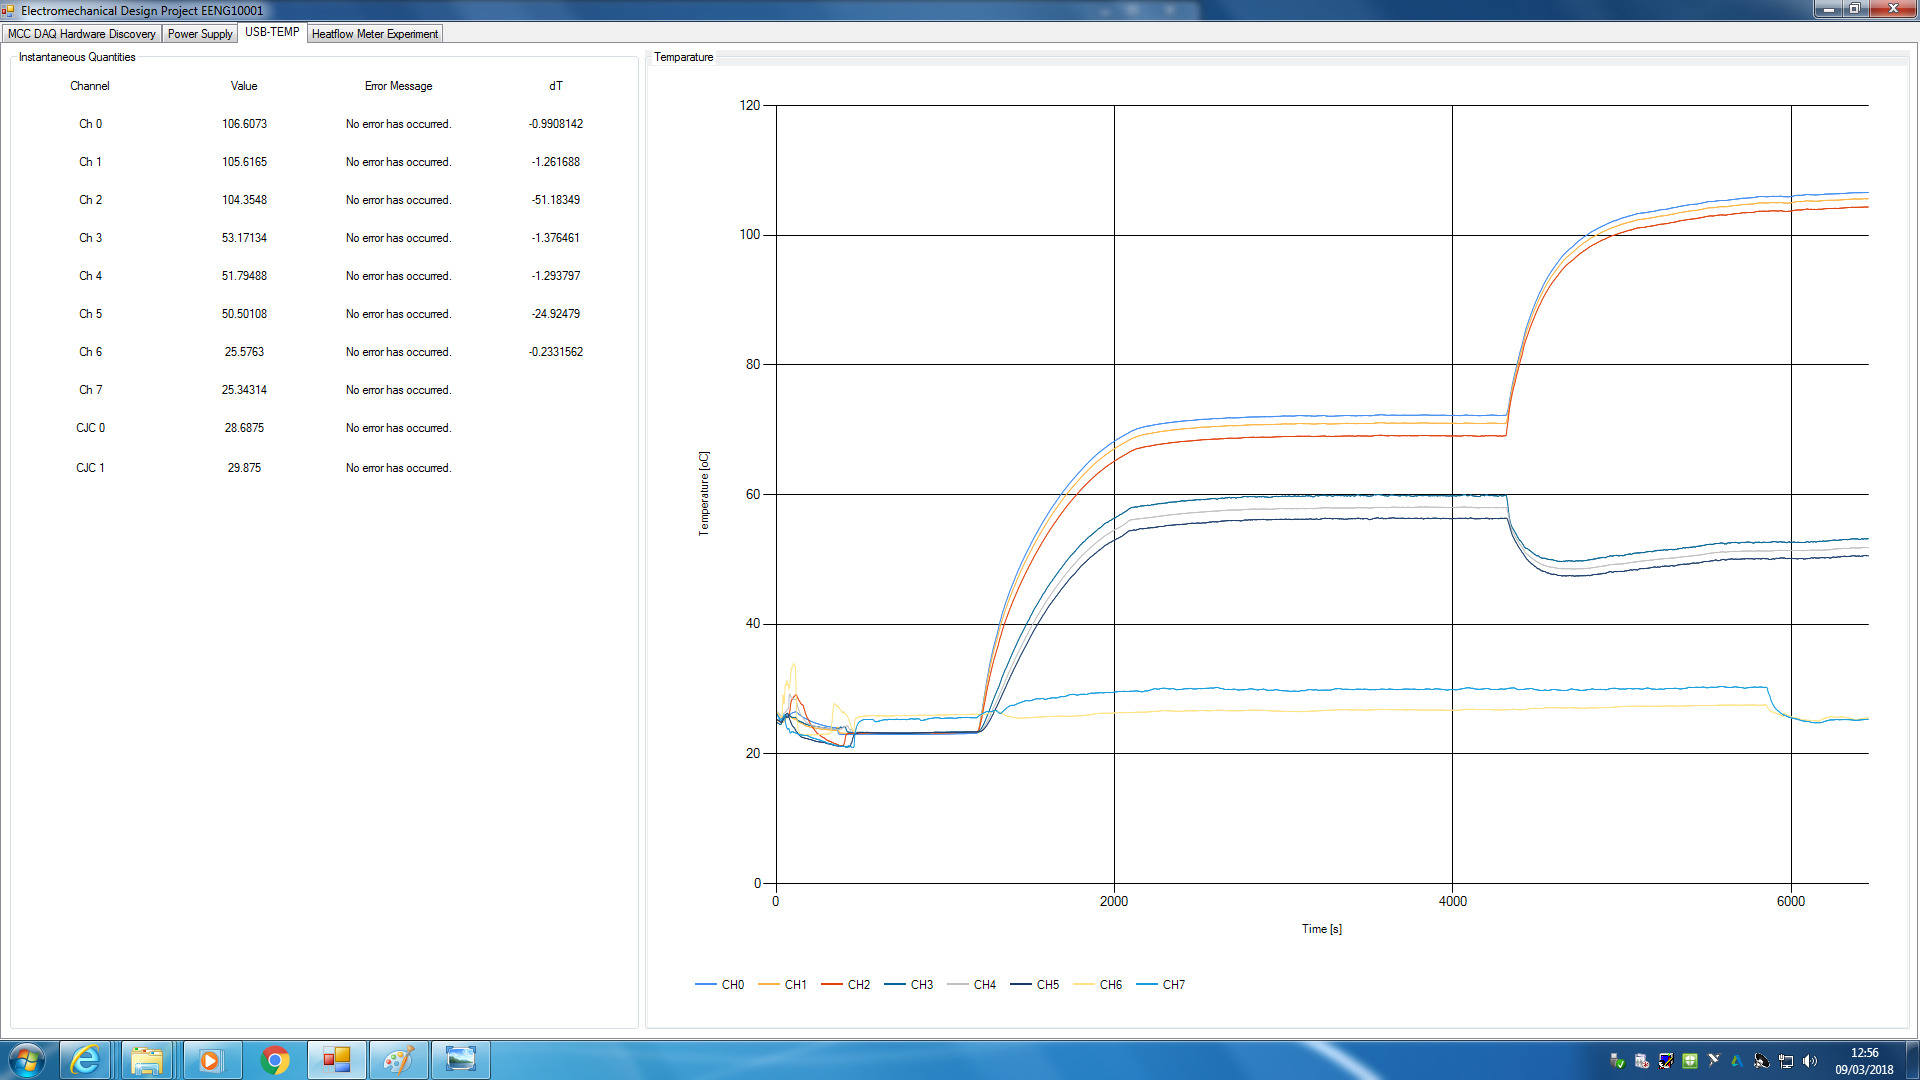 Electromechanical Design Project EENG10001
MCC DAQ Hardware Discovery Power Supply USB-TEMP Heatflow Meter Experiment
Instantaneous Quantities
Channel Value Error Message dT
Ch 0 106.6073 No error has occurred. -0.9908142
Ch 1 105.6165 No error has occurred. -1.261688
Ch 2 104.3548 No error has occurred. -51.18349
Ch 3 53.17134 No error has occurred. -1.376461
Ch 4 51.79488 No error has occurred. -1.293797
Ch 5 50.50108 No error has occurred. -24.92479
Ch 6 25.5763 No error has occurred. -0.2331562
Ch 7 25.34314 No error has occurred.
CJC 0 28.6875 No error has occurred.
CJC 1 29.875 No error has occurred.
Temparature
120
100
80
60
40
20
0
Temperature [oC]
0 2000 4000 6000
Time [s]
CH0 CH1 CH2 CH3 CH4 CH5 CH6 CH7
12:56
09/03/2018